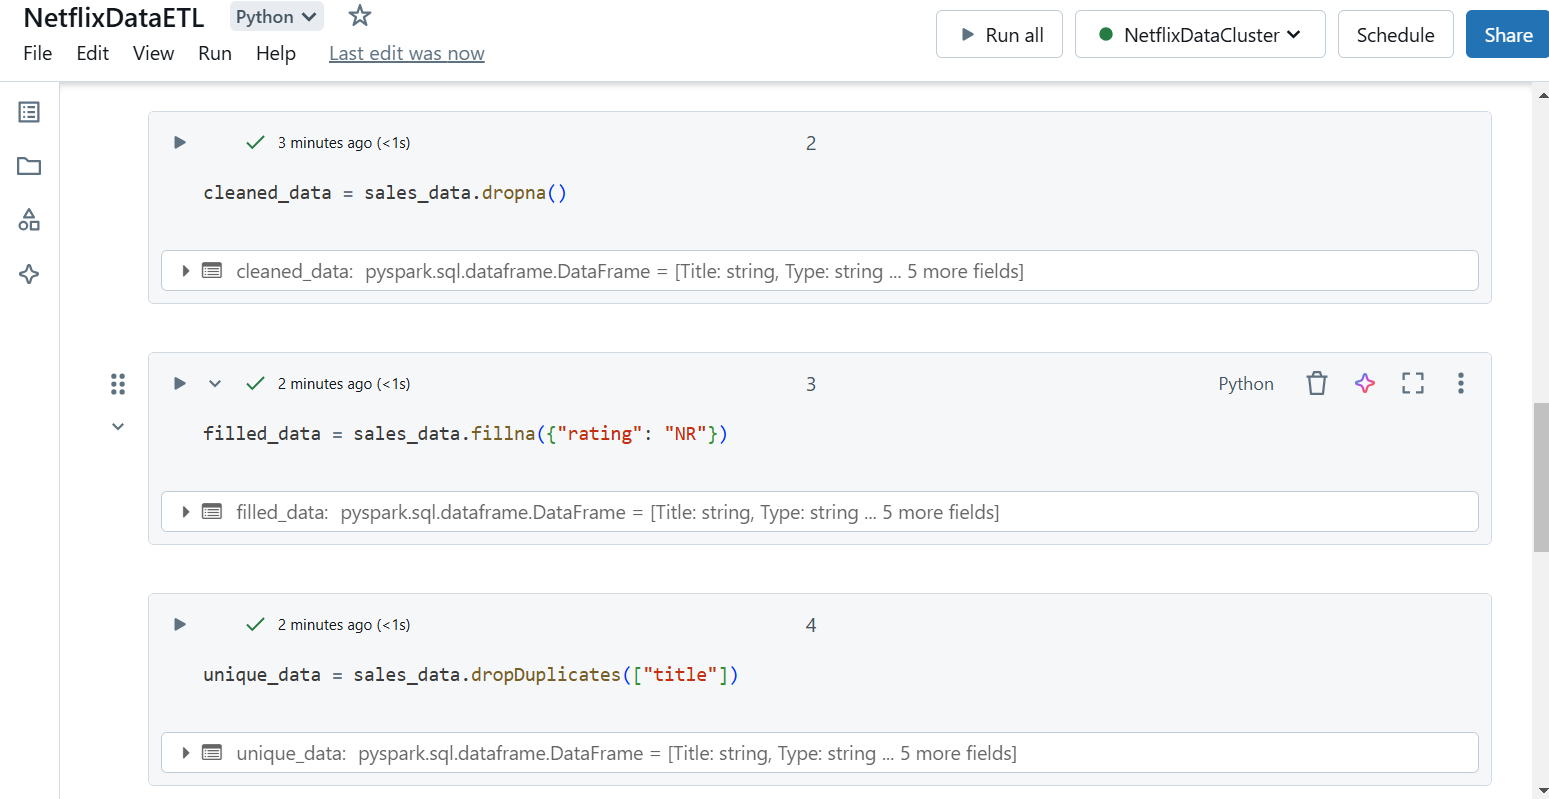 NetflixDataETL Python
File Edit View Run Help Last edit was now
Run all NetflixDataCluster Schedule Share
3 minutes ago (<1s) 2
cleaned_data = sales_data.dropna()
cleaned_data: pyspark.sql.dataframe.DataFrame = [Title: string, Type: string ... 5 more fields]
2 minutes ago (<1s) 3 Python
filled_data = sales_data.fillna({"rating": "NR"})
filled_data: pyspark.sql.dataframe.DataFrame = [Title: string, Type: string ... 5 more fields]
2 minutes ago (<1s) 4
unique_data = sales_data.dropDuplicates(["title"])
unique_data: pyspark.sql.dataframe.DataFrame = [Title: string, Type: string ... 5 more fields]